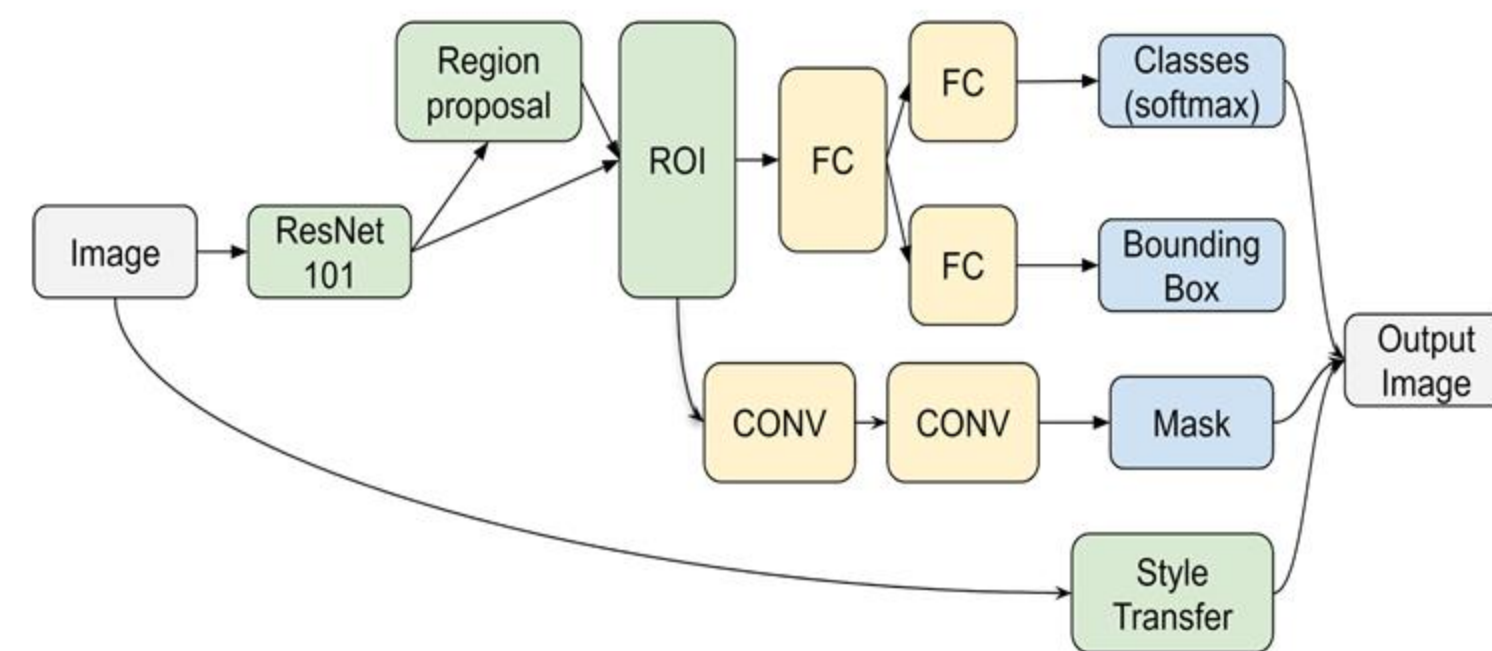 Image
ResNet
101
Region
proposal
ROI
FC
FC
Classes
(softmax)
FC
Bounding
Box
CONV
CONV
Mask
Style
Transfer
Output
Image